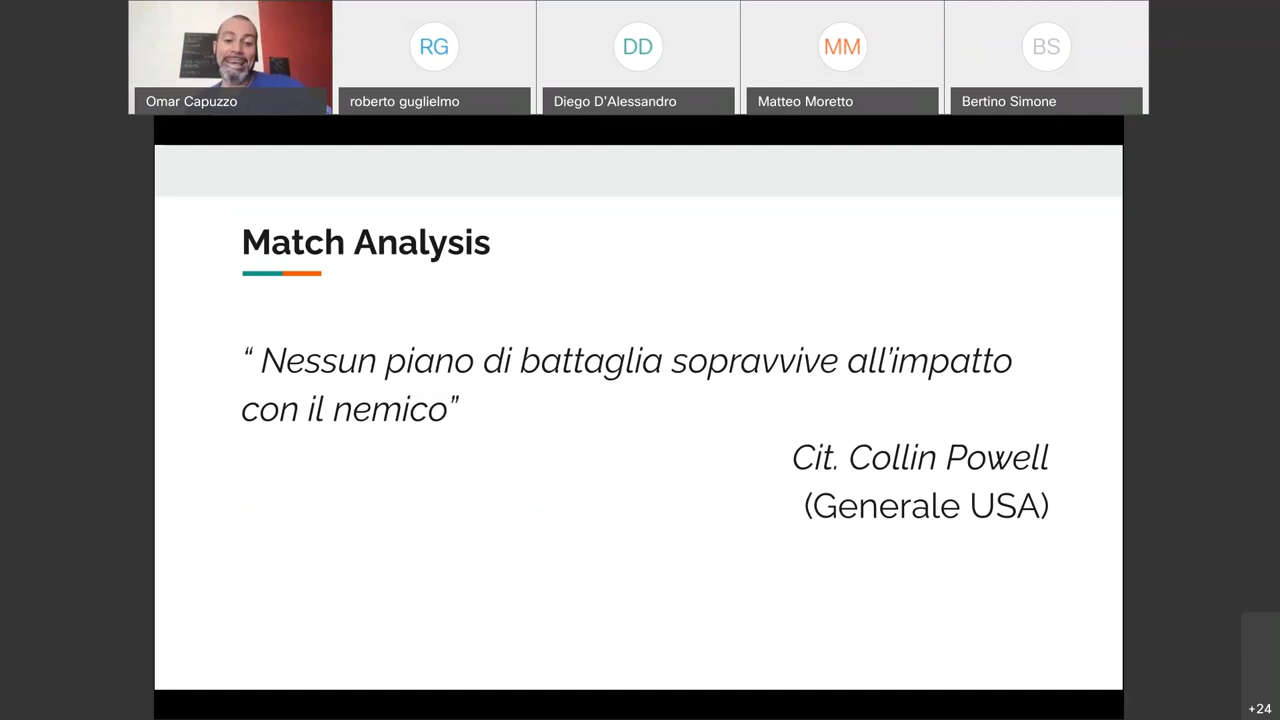 RG
DD
MM
BS
Omar Capuzzo
roberto guglielmo
Diego D'Alessandro
Matteo Moretto
Bertino Simone
Match Analysis
“ Nessun piano di battaglia sopravvive all’impatto
con il nemico”
Cit. Collin Powell
(Generale USA)
+24